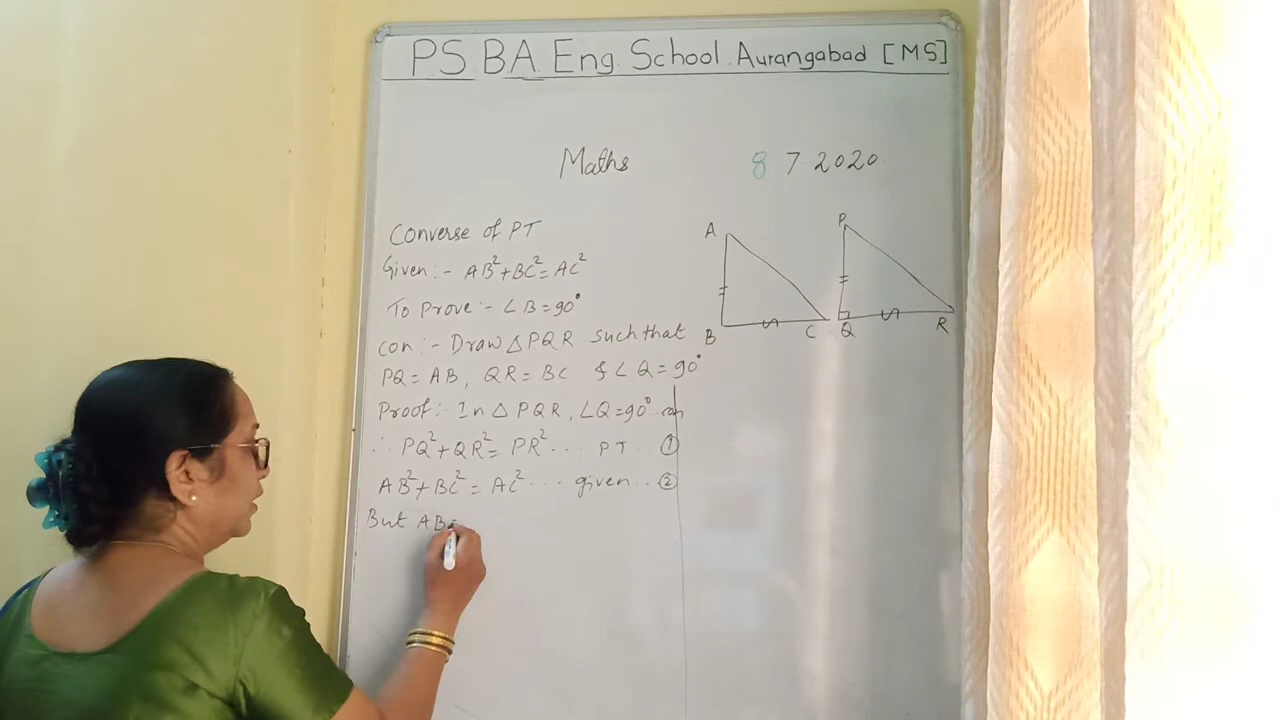 PS BA Eng. School Aurangabad [MS]
Maths 8 7 2020
Converse of PT
Given :- AB²+BC²=AC²
To Prove :- ∠B=90°
Con :- Draw △PQR such that
PQ = AB, QR = BC & ∠Q=90°
Proof :- In △PQR, ∠Q=90° con
∴ PQ²+QR²= PR² ... PT. ①
AB²+BC² = AC² ... given .. ②
But AB=
A
B
C
P
Q
R